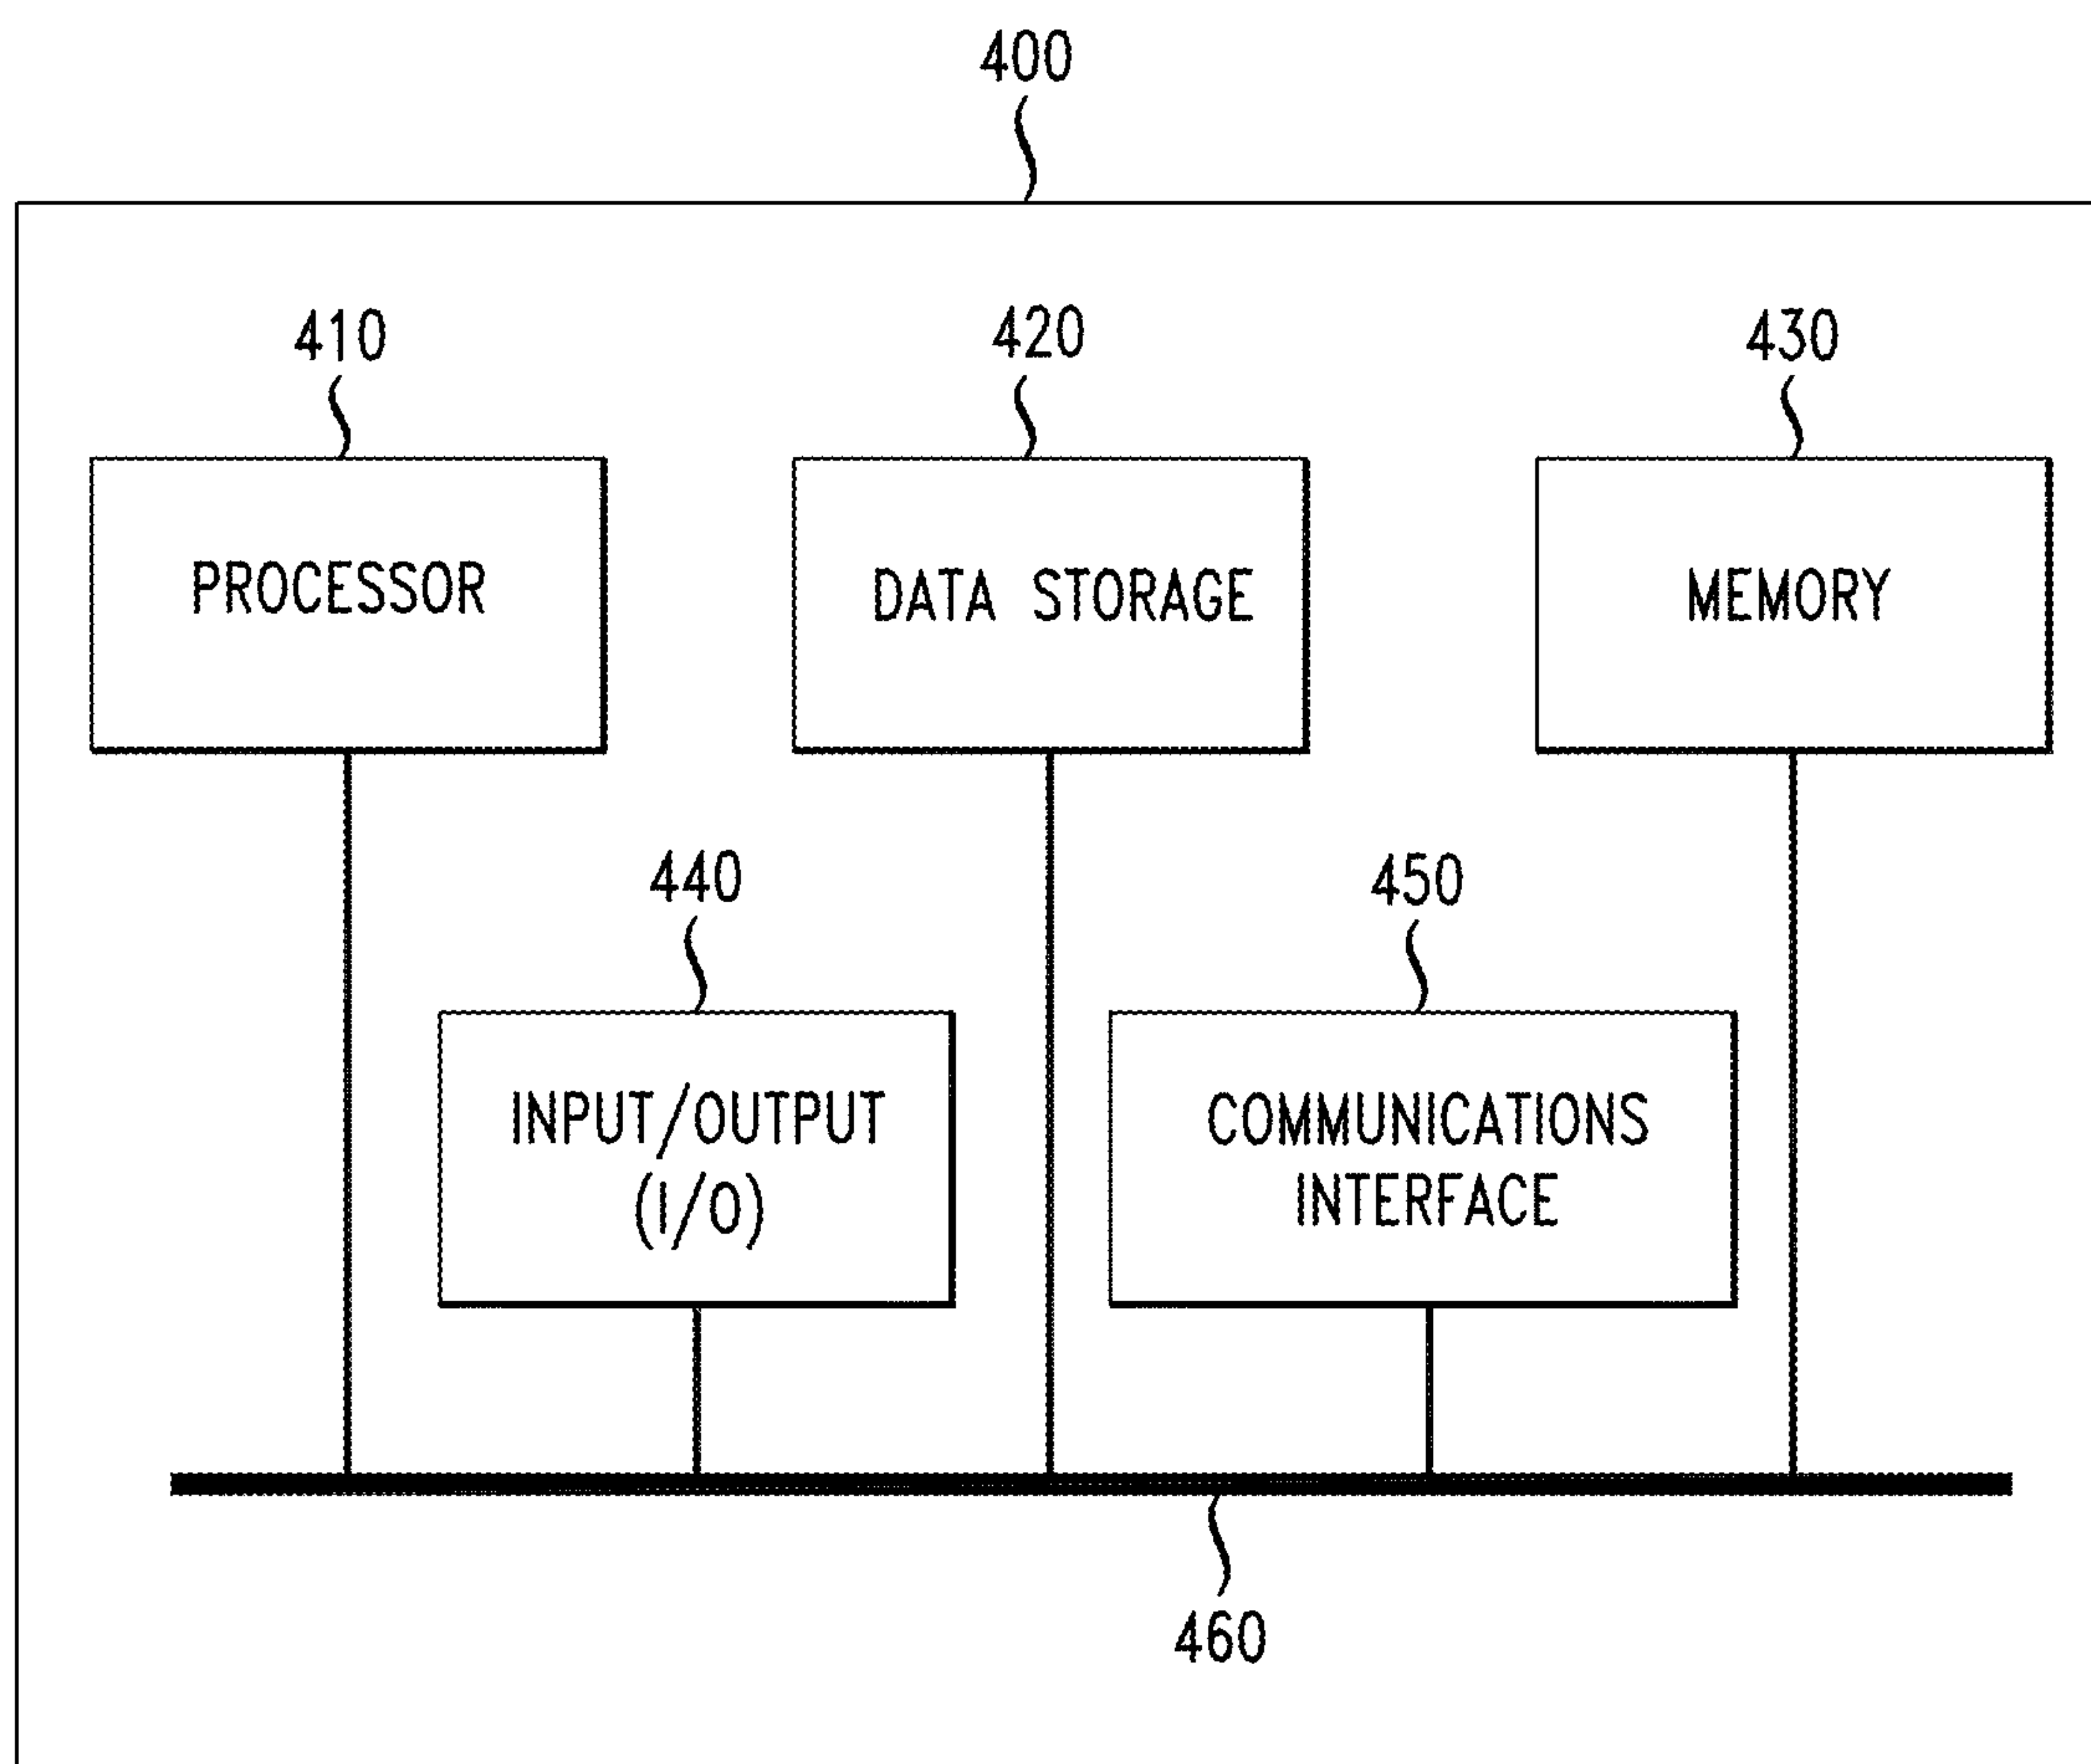 400
410
420
430
PROCESSOR
DATA STORAGE
MEMORY
440
450
INPUT/OUTPUT
(I/O)
COMMUNICATIONS
INTERFACE
460